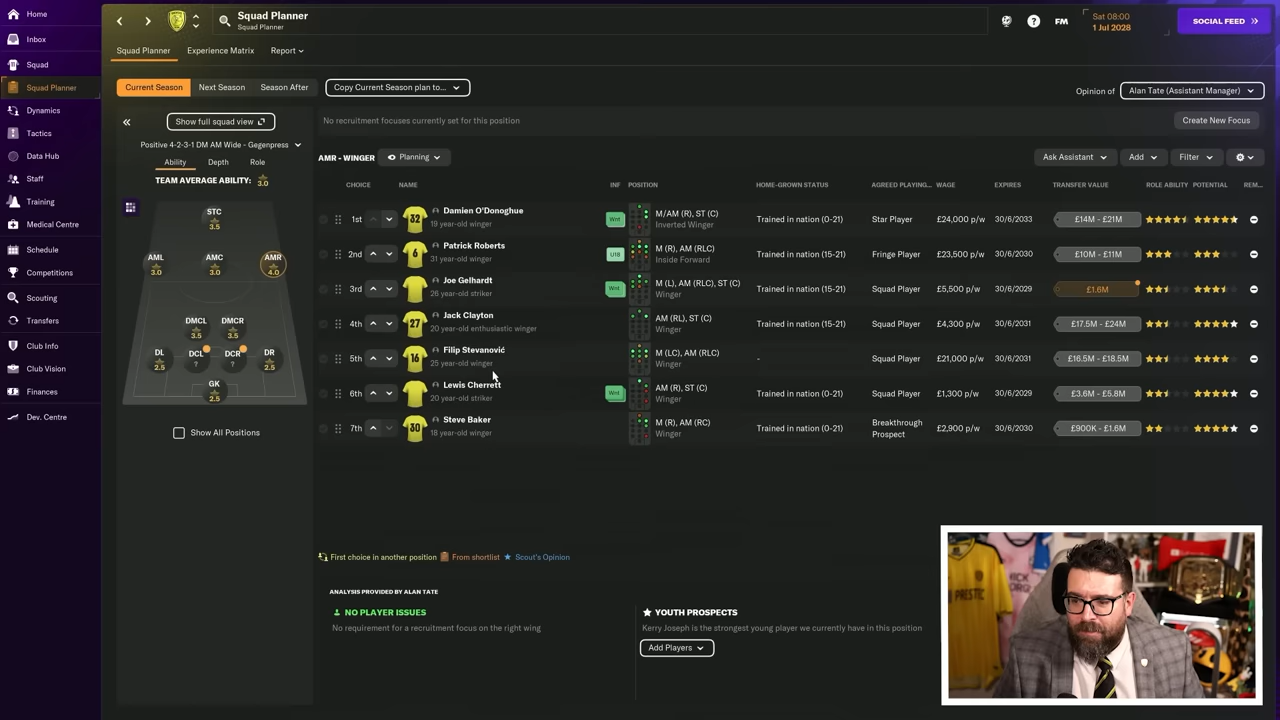 Home
Inbox
Squad
Squad Planner
Dynamics
Tactics
Data Hub
Staff
Training
Medical Centre
Schedule
Competitions
Scouting
Transfers
Club Info
Club Vision
Finances
Dev. Centre
Squad Planner
Squad Planner
FM
Sat 08:00
1 Jul 2028
SOCIAL FEED
Squad Planner Experience Matrix Report
Current Season Next Season Season After Copy Current Season plan to...
Opinion of Alan Tate (Assistant Manager)
Show full squad view
Positive 4-2-3-1 DM AM Wide - Gegenpress
Ability Depth Role
TEAM AVERAGE ABILITY: 3.0
STC
3.5
AML AMC AMR
3.0 3.0 4.0
DMCL DMCR
3.5 3.5
DL DCL DCR DR
2.5 ? ? 2.5
GK
2.5
Show All Positions
No recruitment focuses currently set for this position Create New Focus
AMR - WINGER Planning Ask Assistant Add Filter
CHOICE NAME INF POSITION HOME-GROWN STATUS AGREED PLAYING... WAGE EXPIRES TRANSFER VALUE ROLE ABILITY POTENTIAL REM...
1st 32 Damien O'Donoghue 19 year-old winger Wnt M/AM (R), ST (C) Inverted Winger Trained in nation (0-21) Star Player £24,000 p/w 30/6/2033 £14M - £21M
2nd 6 Patrick Roberts 31 year-old winger U18 M (R), AM (RLC) Inside Forward Trained in nation (15-21) Fringe Player £23,500 p/w 30/6/2030 £10M - £11M
3rd Joe Gelhardt 26 year-old striker Wnt M (L), AM (RLC), ST (C) Winger Trained in nation (15-21) Squad Player £5,500 p/w 30/6/2029 £1.6M
4th 27 Jack Clayton 20 year-old enthusiastic winger AM (RL), ST (C) Winger Trained in nation (15-21) Squad Player £4,300 p/w 30/6/2031 £17.5M - £24M
5th 16 Filip Stevanović 25 year-old winger M (LC), AM (RLC) Winger - Squad Player £21,000 p/w 30/6/2031 £16.5M - £18.5M
6th Lewis Cherrett 20 year-old striker Wnt AM (R), ST (C) Winger Trained in nation (0-21) Squad Player £1,300 p/w 30/6/2029 £3.6M - £5.8M
7th 30 Steve Baker 18 year-old winger M (R), AM (RC) Winger Trained in nation (0-21) Breakthrough Prospect £2,900 p/w 30/6/2030 £900K - £1.6M
First choice in another position From shortlist Scout's Opinion
ANALYSIS PROVIDED BY ALAN TATE
NO PLAYER ISSUES
No requirement for a recruitment focus on the right wing
YOUTH PROSPECTS
Kerry Joseph is the strongest young player we currently have in this position
Add Players